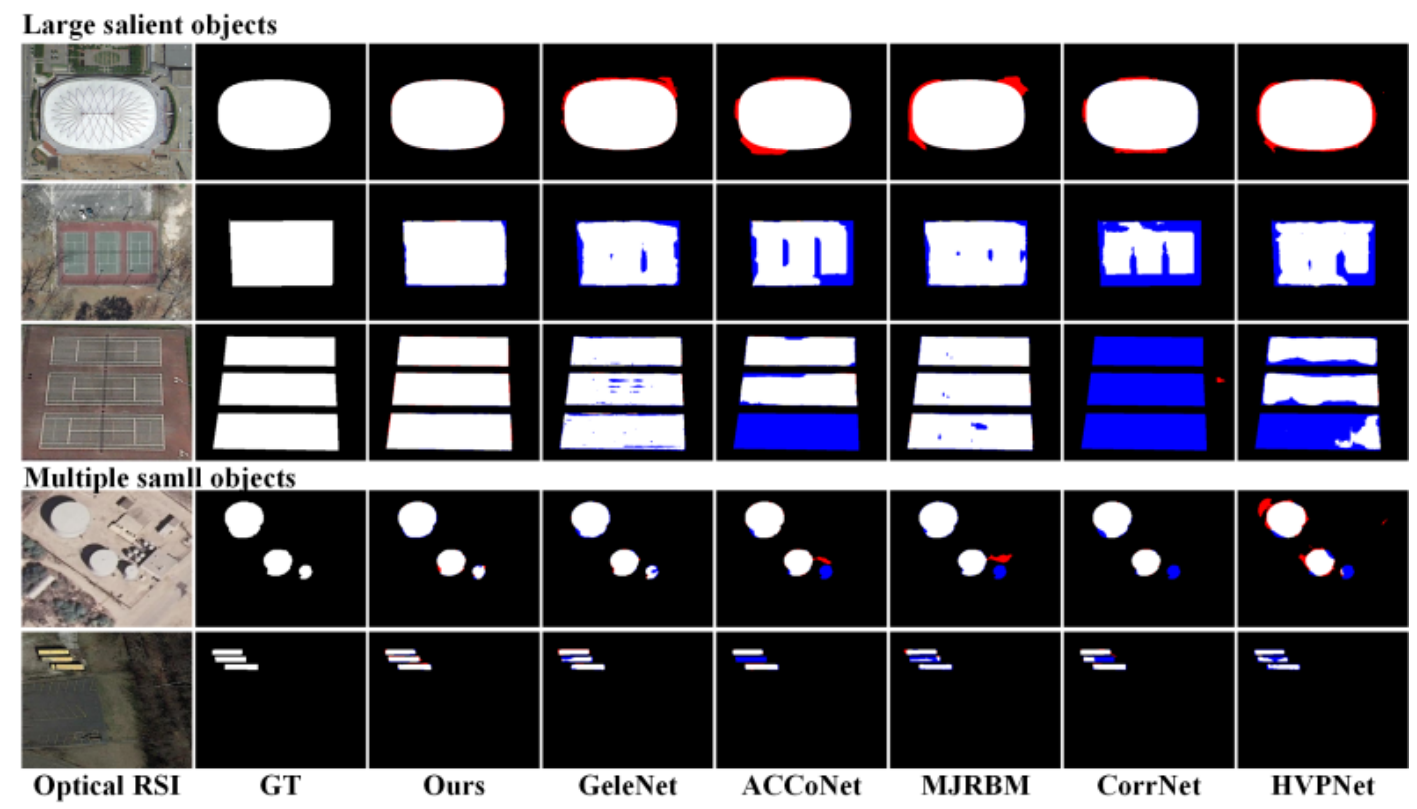 Large salient objects
Multiple samll objects
Optical RSI GT Ours GeleNet ACCoNet MJRBM CorrNet HVPNet